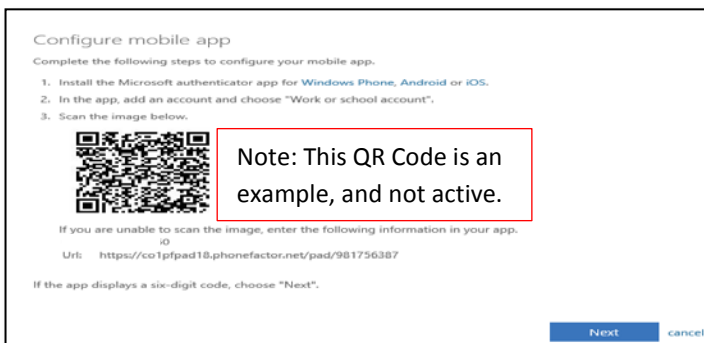 Configure mobile app
Complete the following steps to configure your mobile app.
1. Install the Microsoft authenticator app for Windows Phone, Android or iOS.
2. In the app, add an account and choose "Work or school account".
3. Scan the image below.
Note: This QR Code is an
example, and not active.
If you are unable to scan the image, enter the following information in your app.
Url: https://co1pfpad18.phonefactor.net/pad/981756387
If the app displays a six-digit code, choose "Next".
Next cancel